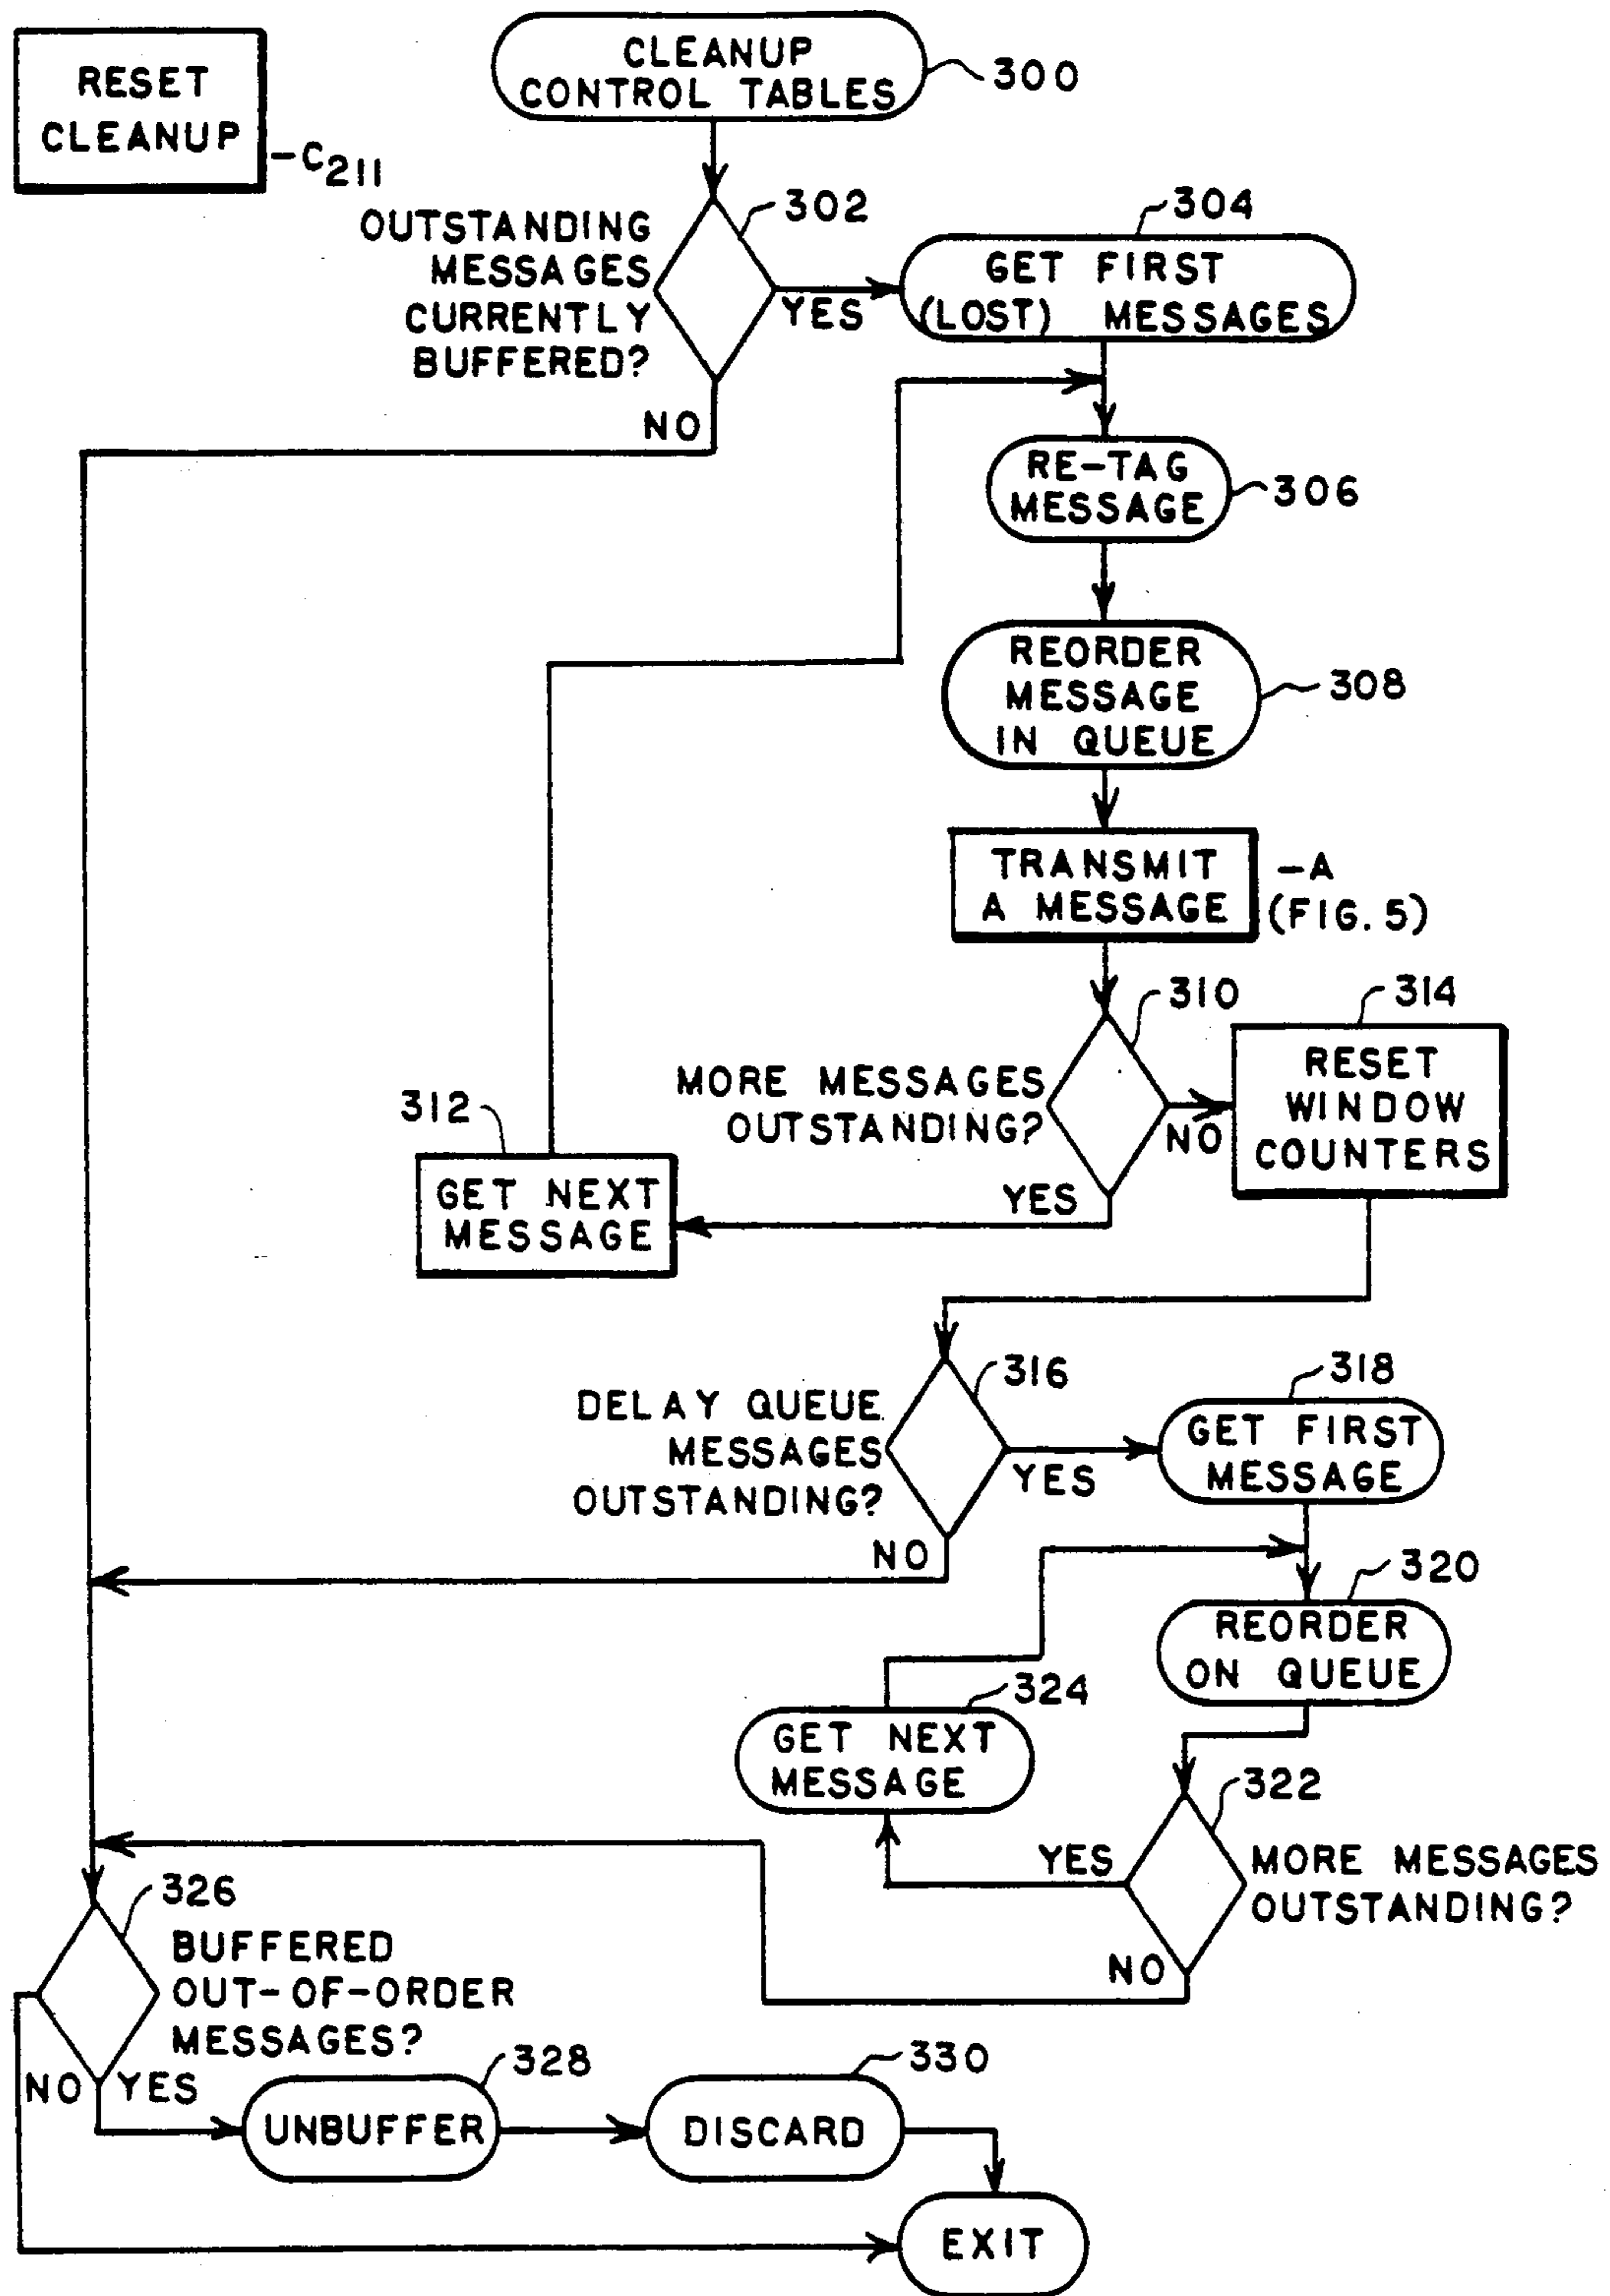 RESET
CLEANUP
-C211
CLEANUP
CONTROL TABLES
300
OUTSTANDING
MESSAGES
CURRENTLY
BUFFERED?
302
YES
NO
304
GET FIRST
(LOST) MESSAGES
RE-TAG
MESSAGE
306
REORDER
MESSAGE
IN QUEUE
308
TRANSMIT
A MESSAGE
-A
(FIG. 5)
310
MORE MESSAGES
OUTSTANDING?
NO
YES
314
RESET
WINDOW
COUNTERS
312
GET NEXT
MESSAGE
316
DELAY QUEUE
MESSAGES
OUTSTANDING?
YES
NO
318
GET FIRST
MESSAGE
320
REORDER
ON QUEUE
324
GET NEXT
MESSAGE
322
YES
MORE MESSAGES
OUTSTANDING?
NO
326
BUFFERED
OUT-OF-ORDER
MESSAGES?
NO
YES
328
UNBUFFER
330
DISCARD
EXIT